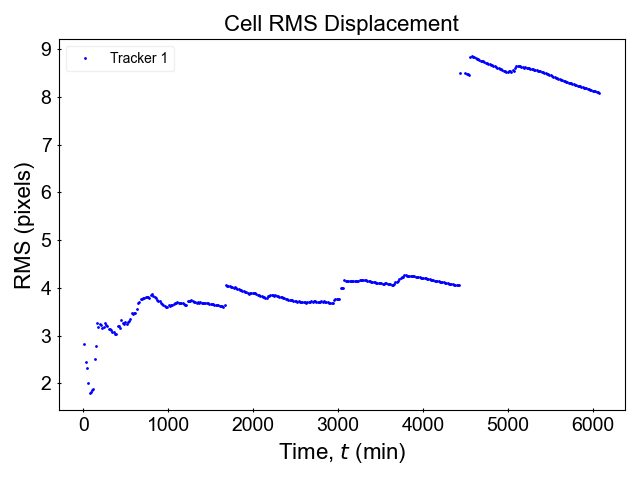 Cell RMS Displacement
Tracker 1
RMS (pixels)
9
8
7
6
5
4
3
2
0 1000 2000 3000 4000 5000 6000
Time, t (min)